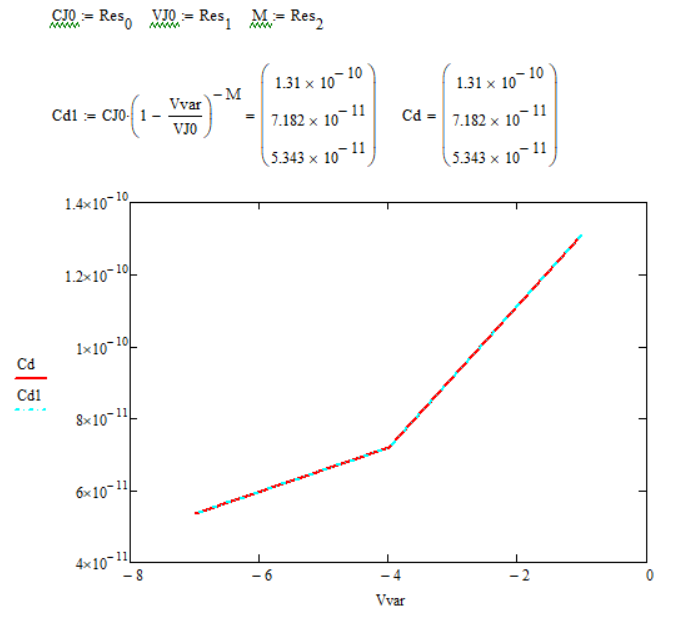 CJ0 := Res0 VJ0 := Res1 M := Res2
Cd1 := CJ0·(1 − Vvar/VJ0)^−M = (1.31 × 10^−10 7.182 × 10^−11 5.343 × 10^−11) Cd = (1.31 × 10^−10 7.182 × 10^−11 5.343 × 10^−11)
1.4×10^−10
1.2×10^−10
1×10^−10
8×10^−11
6×10^−11
4×10^−11
Cd
Cd1
−8 −6 −4 −2 0
Vvar